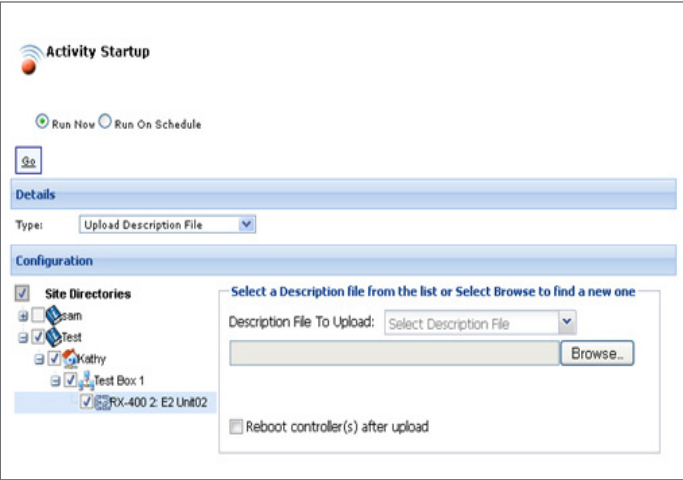 Activity Startup
Run Now Run On Schedule
Go
Details
Type: Upload Description File
Configuration
Site Directories
sam
Test
Kathy
Test Box 1
RX-400 2: E2 Unit02
Select a Description file from the list or Select Browse to find a new one
Description File To Upload: Select Description File
Browse..
Reboot controller(s) after upload